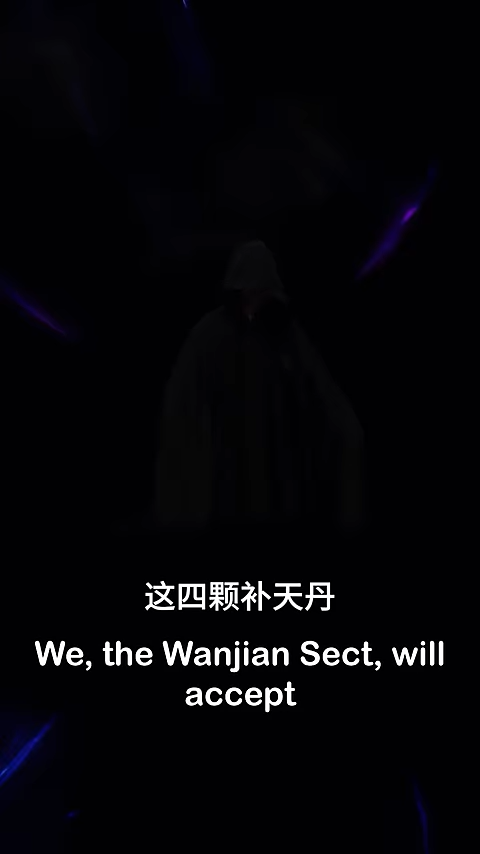 这四颗补天丹
We, the Wanjian Sect, will
accept